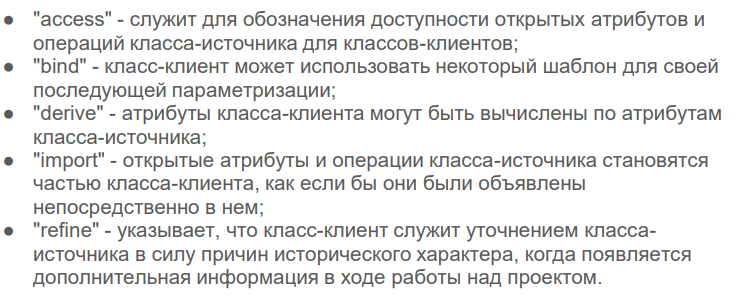 ● "access" - служит для обозначения доступности открытых атрибутов и
операций класса-источника для классов-клиентов;
● "bind" - класс-клиент может использовать некоторый шаблон для своей
последующей параметризации;
● "derive" - атрибуты класса-клиента могут быть вычислены по атрибутам
класса-источника;
● "import" - открытые атрибуты и операции класса-источника становятся
частью класса-клиента, как если бы они были объявлены
непосредственно в нем;
● "refine" - указывает, что класс-клиент служит уточнением класса-
источника в силу причин исторического характера, когда появляется
дополнительная информация в ходе работы над проектом.